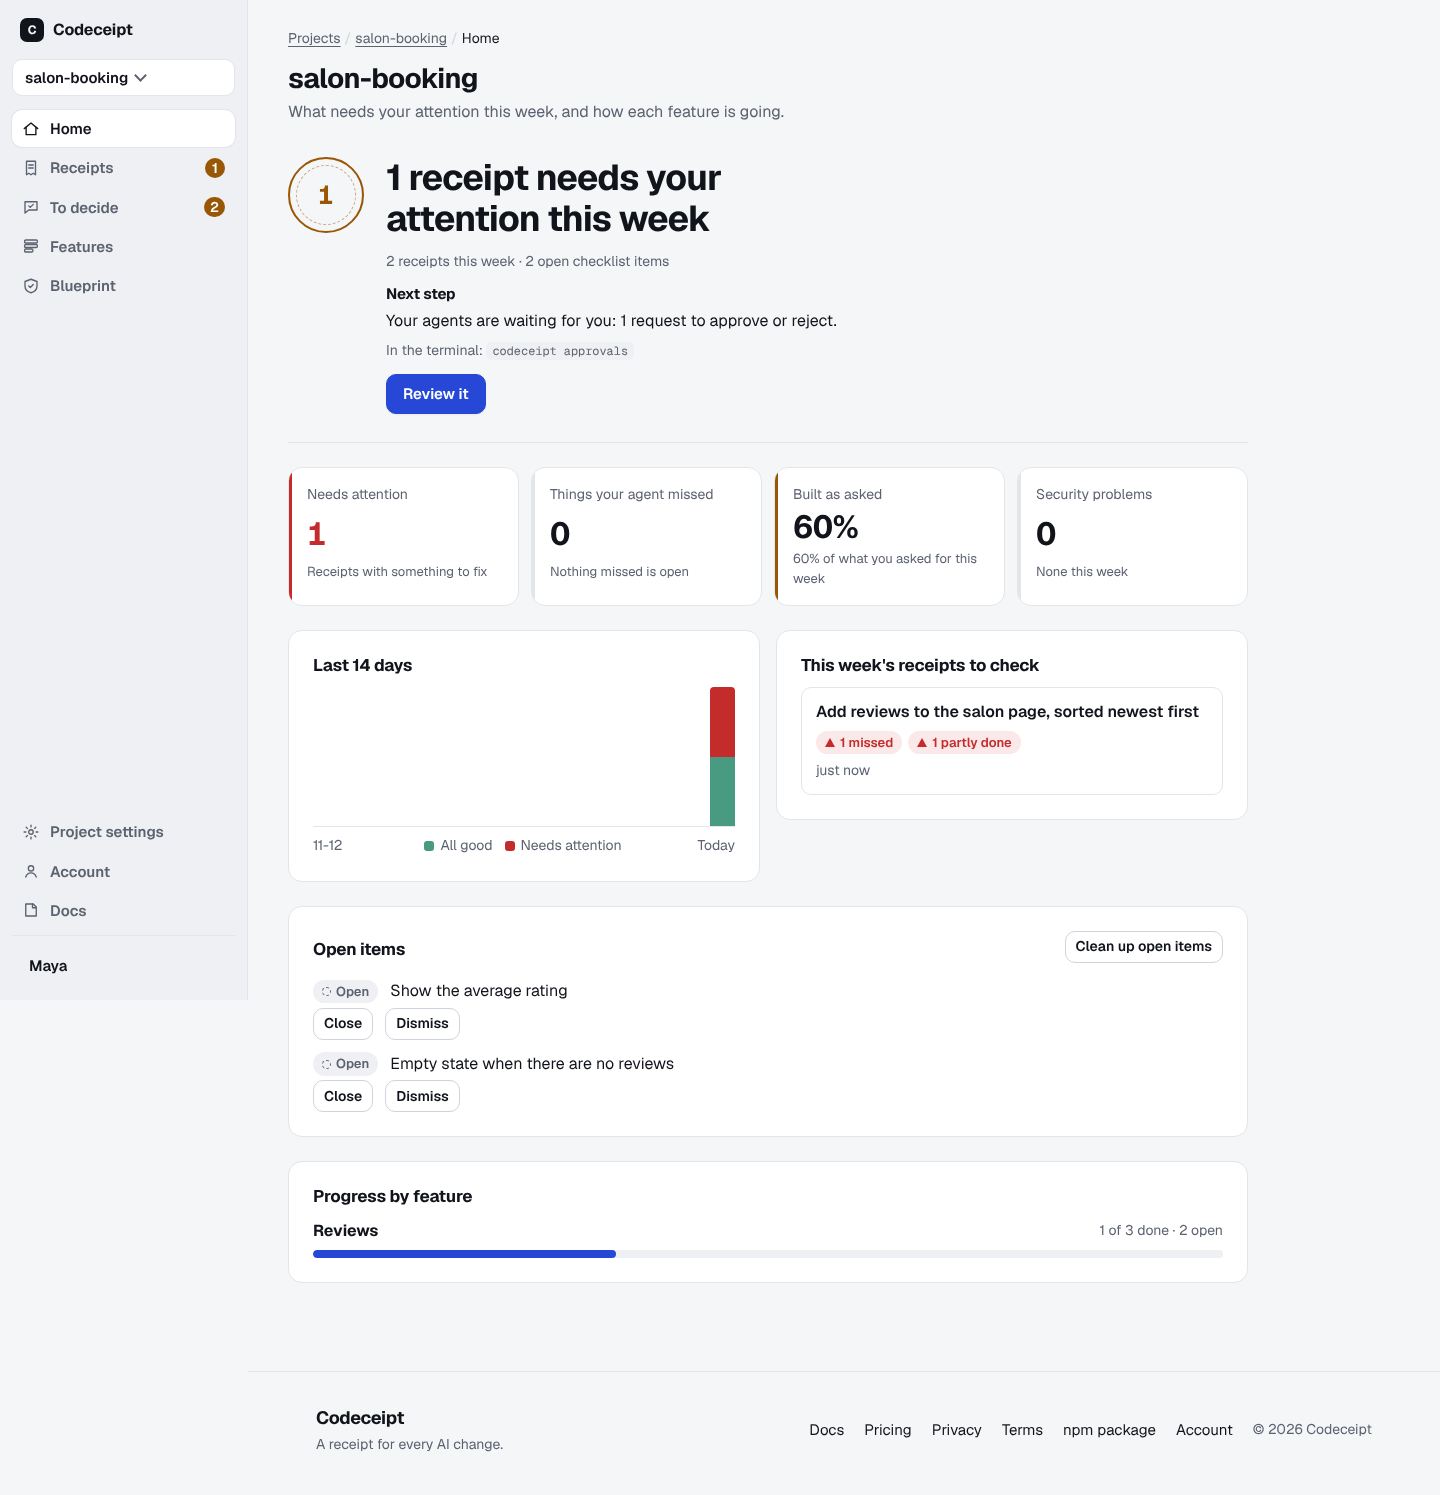 C Codeceipt
salon-booking
Home
Receipts 1
To decide 2
Features
Blueprint
Project settings
Account
Docs
Maya
Projects / salon-booking / Home
salon-booking
What needs your attention this week, and how each feature is going.
1
1 receipt needs your
attention this week
2 receipts this week · 2 open checklist items
Next step
Your agents are waiting for you: 1 request to approve or reject.
In the terminal: codeceipt approvals
Review it
Needs attention
1
Receipts with something to fix
Things your agent missed
0
Nothing missed is open
Built as asked
60%
60% of what you asked for this
week
Security problems
0
None this week
Last 14 days
11-12 All good Needs attention Today
This week's receipts to check
Add reviews to the salon page, sorted newest first
1 missed 1 partly done
just now
Open items
Clean up open items
Open Show the average rating
Close Dismiss
Open Empty state when there are no reviews
Close Dismiss
Progress by feature
Reviews 1 of 3 done · 2 open
Codeceipt
A receipt for every AI change.
Docs Pricing Privacy Terms npm package Account © 2026 Codeceipt